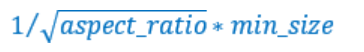 1/√aspect_ratio * min_size